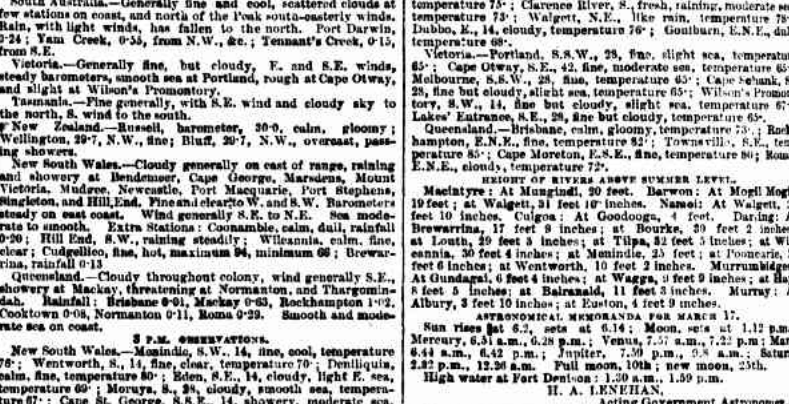 South Australia.—Generally fine and cool, scattered clouds at
few stations on coast, and north of the Peak south-easterly winds.
Rain, with light winds, has fallen to the north. Port Darwin,
0·24; Yam Creek, 0·55, from N.W., &c.; Tennant's Creek, 0·15,
from S.E.
Victoria.—Generally fine, but cloudy, E. and S.E. winds,
steady barometers, smooth sea at Portland, rough at Cape Otway,
and slight at Wilson's Promontory.
Tasmania.—Fine generally, with S.E. wind and cloudy sky to
the north, S. wind to the south.
New Zealand.—Russell, barometer, 30·0, calm, gloomy;
Wellington, 29·7, N.W., fine; Bluff, 29·7, N.W., overcast, pass-
ing showers.
New South Wales.—Cloudy generally on east of range, raining
and showery at Bendemeer, Cape George, Marsdens, Mount
Victoria, Mudgee, Newcastle, Port Macquarie, Port Stephens,
Singleton, and Hill End. Fine and clear to W. and S.W. Barometers
steady on east coast. Wind generally S.E. to N.E. Sea mode-
rate to smooth. Extra Stations: Coonamble, calm, dull, rainfall
0·20; Hill End, S.W., raining steadily; Wilcannia, calm, fine,
clear; Cudgellico, fine, hot, maximum 94, minimum 66; Brewar-
rina, rainfall 0·13
Queensland.—Cloudy throughout colony, wind generally S.E.,
showery at Mackay, threatening at Normanton, and Thargomin-
dah. Rainfall: Brisbane 0·01, Mackay 0·63, Rockhampton 1·02,
Cooktown 0·08, Normanton 0·11, Roma 0·29. Smooth and mode-
rate sea on coast.
3 P.M. OBSERVATIONS.
New South Wales.—Menindie, S.W., 14, fine, cool, temperature
78·; Wentworth, S., 14, fine, clear, temperature 70·; Deniliquin,
calm, fine, temperature 80·; Eden, S.E., 14, cloudy, light E. sea,
temperature 69·; Moruya, S., 28, cloudy, smooth sea, tempera-
ture 67·; Cape St. George, S.S.E., 14, showery, moderate sea,
temperature 75·; Clarence River, S., fresh, raining, moderate sea
temperature 73·; Walgett, N.E., like rain, temperature 78
Dubbo, E., 14, cloudy, temperature 76·; Goulburn, E.N.E., dul
temperature 68·.
Victoria.—Portland, S.S.W., 28, fine, slight sea, temperatu
65·; Cape Otway, S.E., 42, fine, moderate sea, temperature 65
Melbourne, S.S.W., 28, fine, temperature 65·; Cape Schank, S
28, fine but cloudy, slight sea, temperature 65·; Wilson's Promon
tory, S.W., 14, fine but cloudy, slight sea, temperature 67
Lakes' Entrance, S.E., 28, fine but cloudy, temperature 65·.
Queensland.—Brisbane, calm, gloomy, temperature 73·; Rock
hampton, E.N.E., fine, temperature 82·; Townsville, S.E., tem
perature 85·; Cape Moreton, E.S.E., fine, temperature 80; Roma
E.N.E., cloudy, temperature 72·.
HEIGHT OF RIVERS ABOVE SUMMER LEVEL.
Macintyre: At Mungindi, 20 feet. Barwon: At Mogil Mogi
19 feet; at Walgett, 31 feet 10 inches. Namoi: At Walgett,
feet 10 inches. Culgoa: At Goodooga, 4 feet. Darling: A
Brewarrina, 17 feet 9 inches; at Bourke, 39 feet 2 inche
at Louth, 29 feet 3 inches; at Tilpa, 32 feet 5 inches; at Wi
cannia, 30 feet 4 inches; at Menindie, 25 feet; at Pooncarie,
feet 6 inches; at Wentworth, 10 feet 2 inches. Murrumbidge
At Gundagai, 6 feet 4 inches; at Wagga, 9 feet 9 inches; at Ha
8 feet 5 inches; at Balranald, 11 feet 3 inches. Murray:
Albury, 3 feet 10 inches; at Euston, 4 feet 9 inches.
ASTRONOMICAL MEMORANDA FOR MARCH 17.
Sun rises at 6.2, sets at 6.14; Moon, sets at 1.12 p.m.
Mercury, 6.51 a.m., 6.28 p.m.; Venus, 7.57 a.m., 7.22 p.m; Mar
6.44 a.m., 6.42 p.m.; Jupiter, 7.50 p.m., 9.8 a.m.; Satur
2.22 p.m., 12.26 a.m. Full moon, 10th; new moon, 25th.
High water at Fort Denison: 1.30 a.m., 1.59 p.m.
H. A. LENEHAN,
Acting Government Astronomer